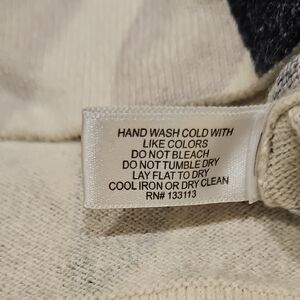 HAND WASH COLD WITH
LIKE COLORS
DO NOT BLEACH
DO NOT TUMBLE DRY
LAY FLAT TO DRY
COOL IRON OR DRY CLEAN
RN# 133113